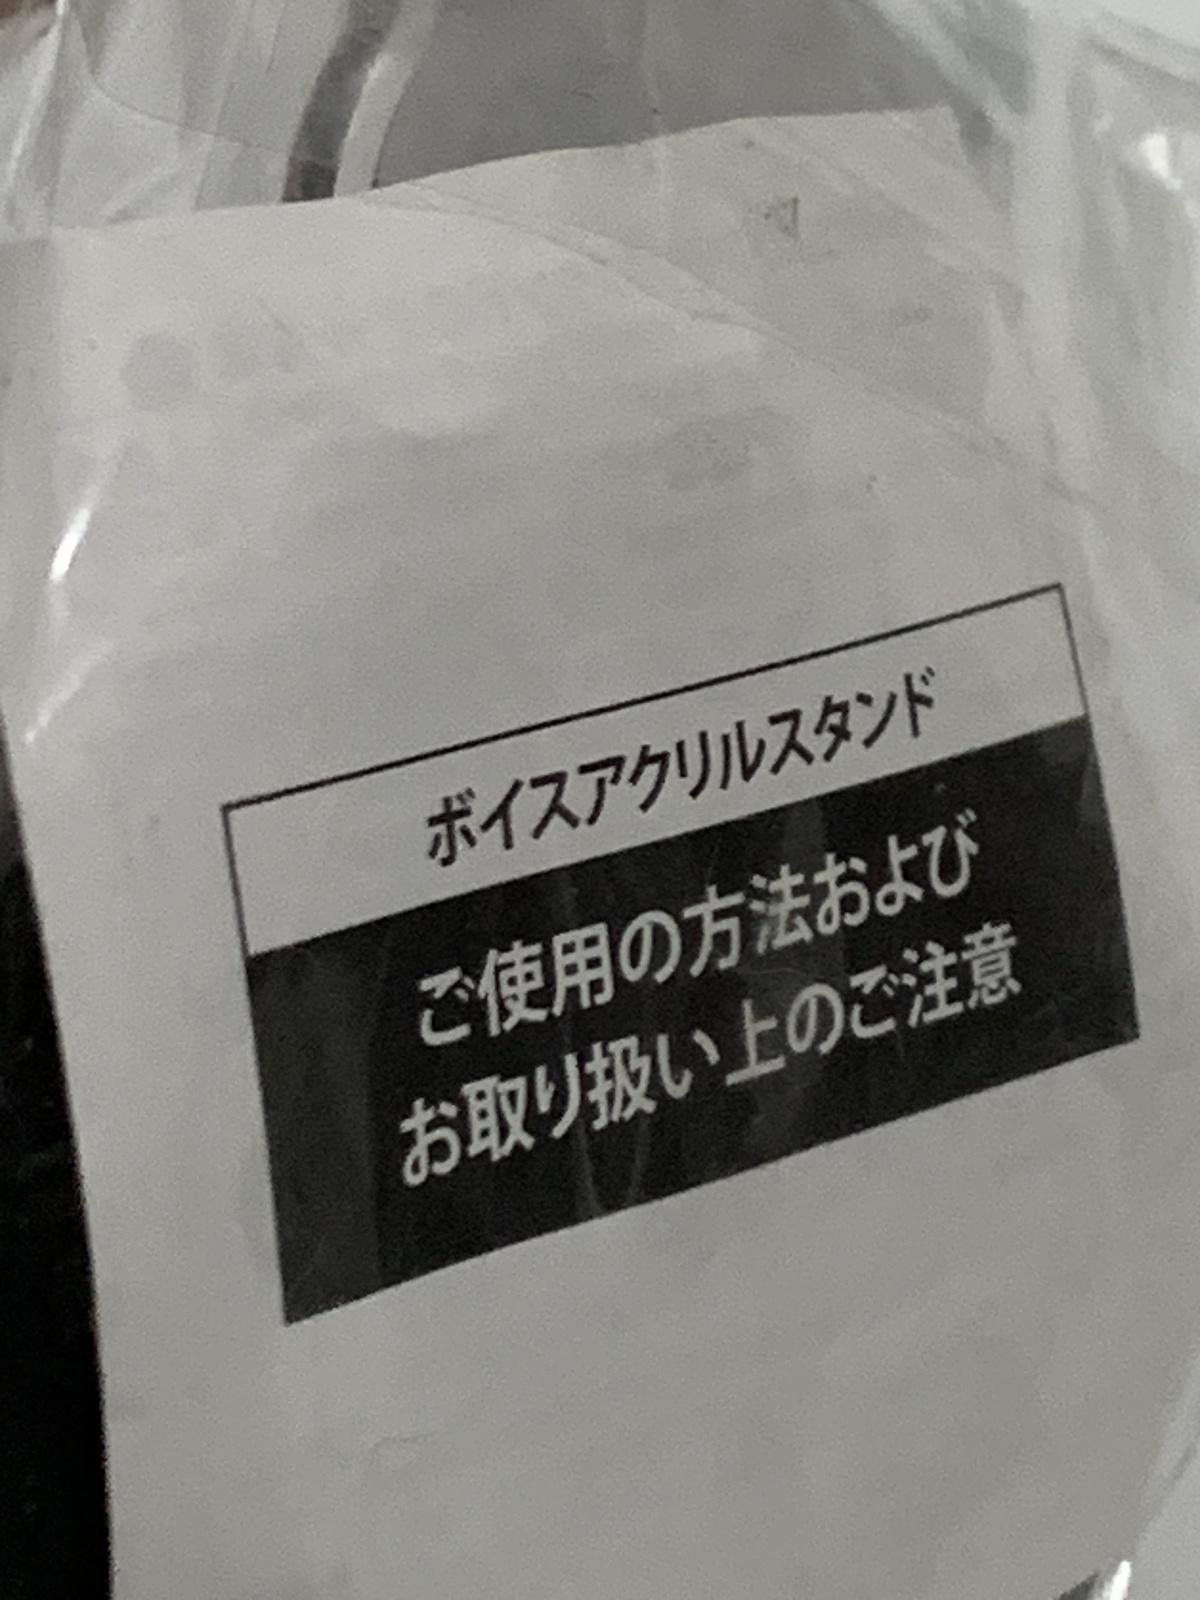 ボイスアクリルスタンド
ご使用の方法および
お取り扱い上のご注意